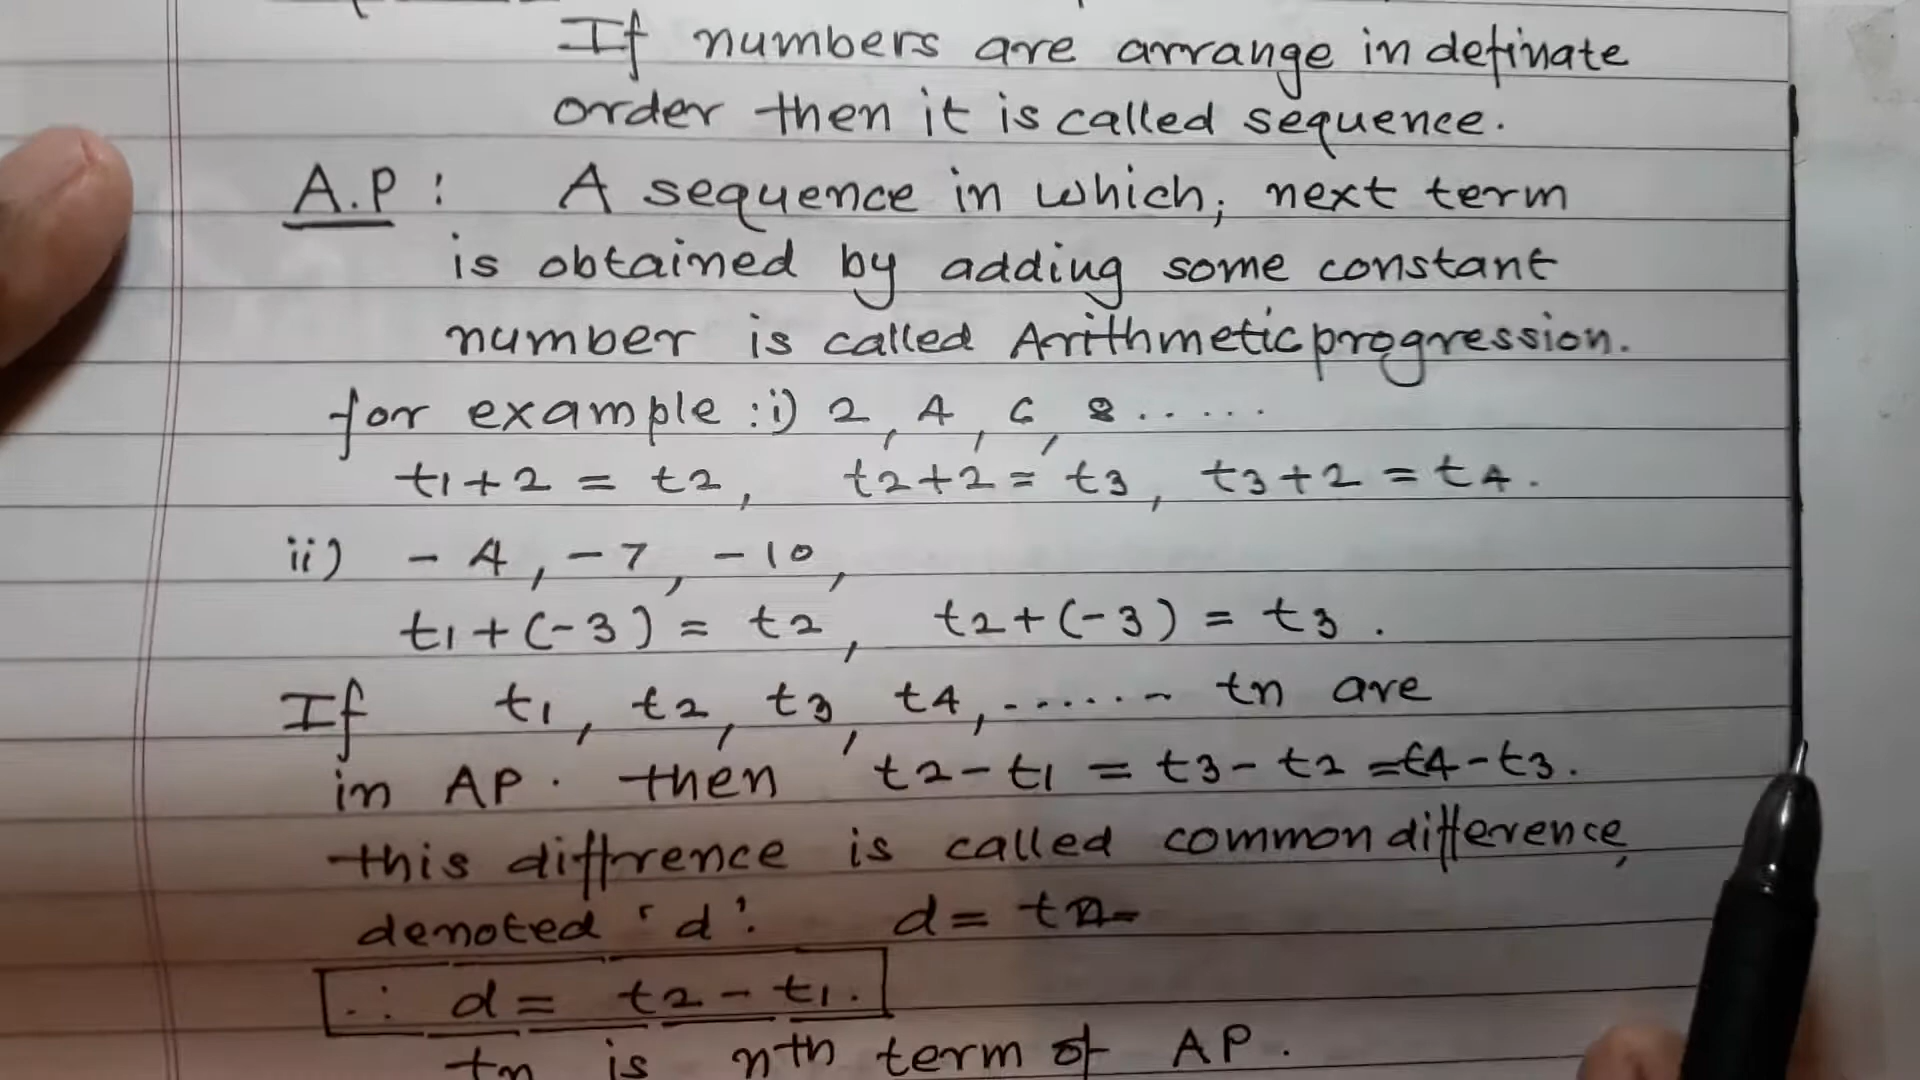 If numbers are arrange in definate
order then it is called sequence.
A.P : A sequence in which, next term
is obtained by adding some constant
number is called Arithmetic progression.
for example : i) 2, 4, 6, 8 . . . . .
t1 + 2 = t2, t2 + 2 = t3, t3 + 2 = t4.
ii) - 4, - 7, - 10,
t1 + (-3) = t2, t2 + (-3) = t3 .
If t1, t2, t3, t4, ....... tn are
in AP . then t2 - t1 = t3 - t2 = t4 - t3.
this diffrence is called common difference,
denoted 'd'. d = t2-
∴ d = t2 - t1.
tn is nth term of AP.